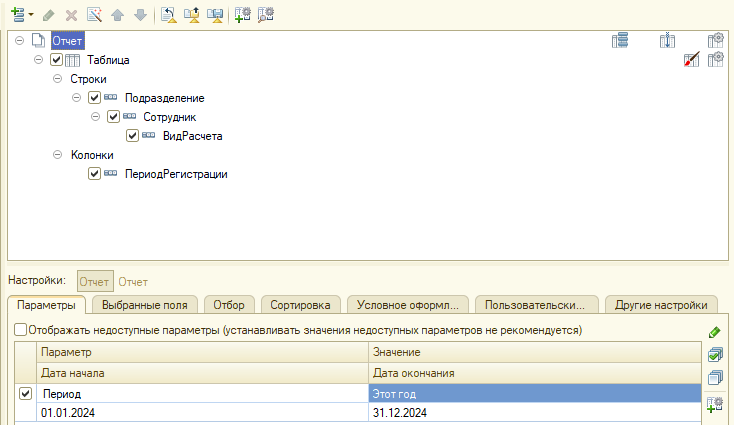 Отчет
Таблица
Строки
Подразделение
Сотрудник
ВидРасчета
Колонки
ПериодРегистрации
Настройки: Отчет Отчет
Параметры Выбранные поля Отбор Сортировка Условное оформл... Пользовательски... Другие настройки
Отображать недоступные параметры (устанавливать значения недоступных параметров не рекомендуется)
Параметр Значение
Дата начала Дата окончания
Период Этот год
01.01.2024 31.12.2024